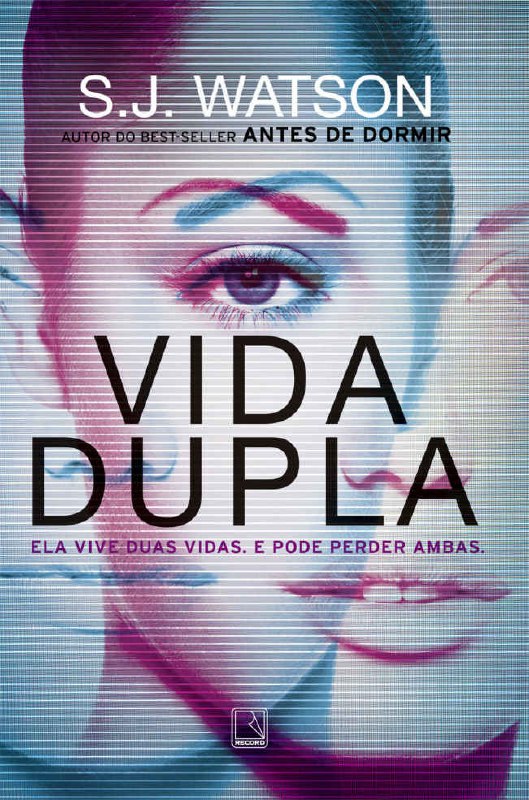 S.J. WATSON
AUTOR DO BEST-SELLER ANTES DE DORMIR
VIDA
DUPLA
ELA VIVE DUAS VIDAS. E PODE PERDER AMBAS.
RECORD